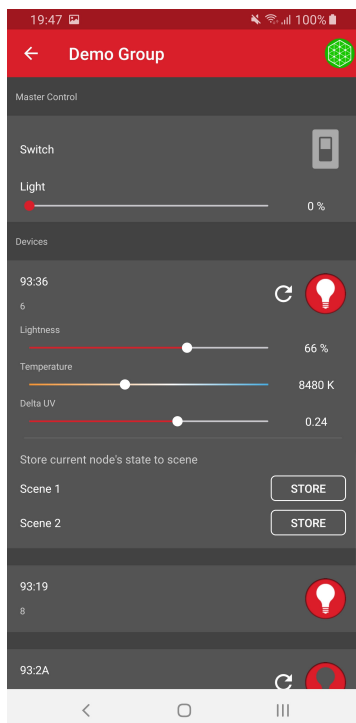 19:47 100%
Demo Group
Master Control
Switch
Light
0 %
Devices
93:36
6
Lightness
66 %
Temperature
8480 K
Delta UV
0.24
Store current node's state to scene
Scene 1 STORE
Scene 2 STORE
93:19
8
93:2A